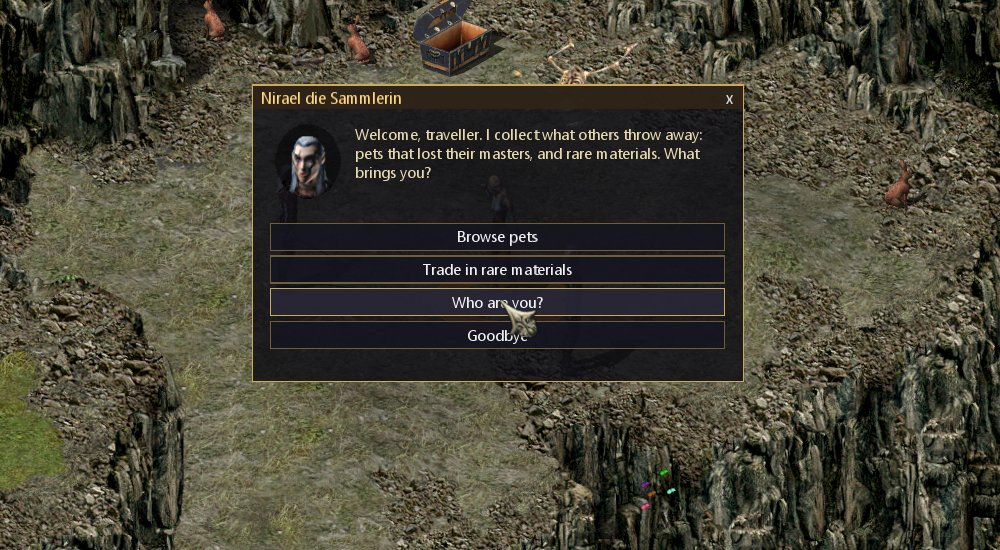 Nirael die Sammlerin
x
Welcome, traveller. I collect what others throw away:
pets that lost their masters, and rare materials. What
brings you?
Browse pets
Trade in rare materials
Who are you?
Goodbye